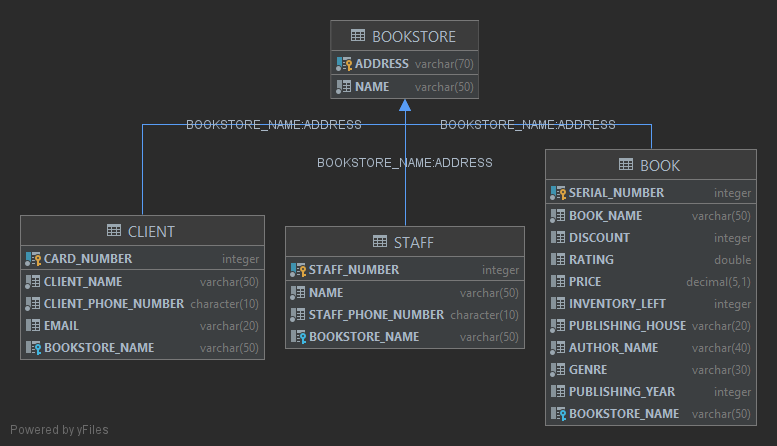 BOOKSTORE
ADDRESS varchar(70)
NAME varchar(50)
BOOKSTORE_NAME:ADDRESS BOOKSTORE_NAME:ADDRESS
BOOKSTORE_NAME:ADDRESS
CLIENT
CARD_NUMBER integer
CLIENT_NAME varchar(50)
CLIENT_PHONE_NUMBER character(10)
EMAIL varchar(20)
BOOKSTORE_NAME varchar(50)
STAFF
STAFF_NUMBER integer
NAME varchar(50)
STAFF_PHONE_NUMBER character(10)
BOOKSTORE_NAME varchar(50)
BOOK
SERIAL_NUMBER integer
BOOK_NAME varchar(50)
DISCOUNT integer
RATING double
PRICE decimal(5,1)
INVENTORY_LEFT integer
PUBLISHING_HOUSE varchar(20)
AUTHOR_NAME varchar(40)
GENRE varchar(30)
PUBLISHING_YEAR integer
BOOKSTORE_NAME varchar(50)
Powered by yFiles